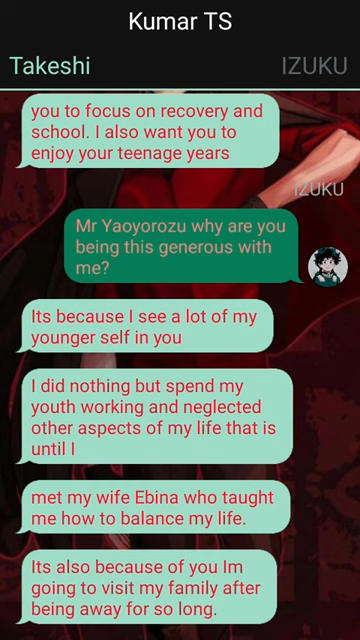 Kumar TS
Takeshi
IZUKU
you to focus on recovery and
school. I also want you to
enjoy your teenage years
IZUKU
Mr Yaoyorozu why are you
being this generous with
me?
Its because I see a lot of my
younger self in you
I did nothing but spend my
youth working and neglected
other aspects of my life that is
until I
met my wife Ebina who taught
me how to balance my life.
Its also because of you Im
going to visit my family after
being away for so long.